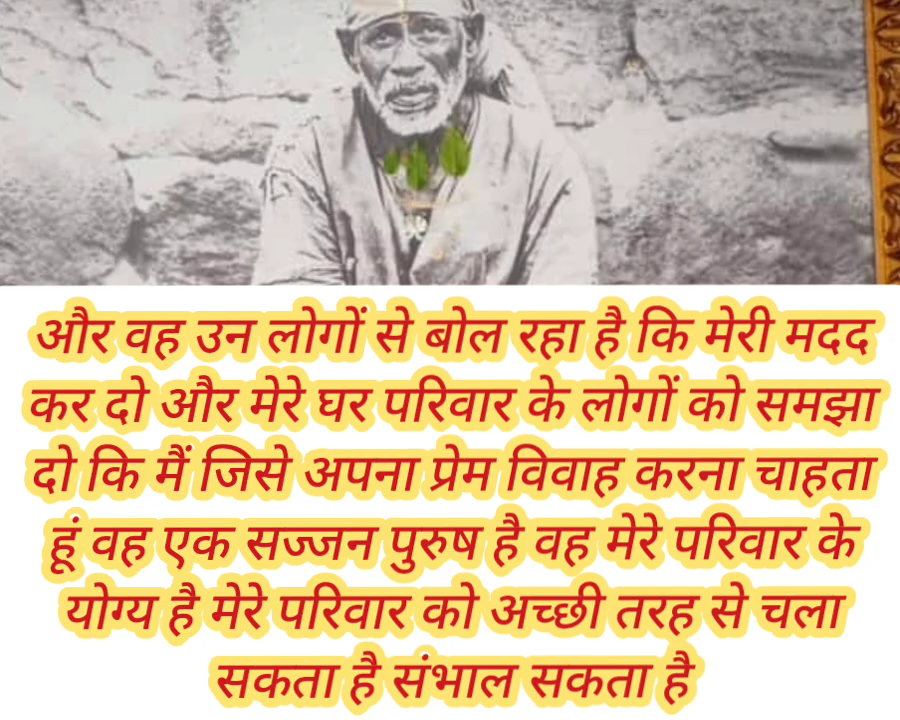 और वह उन लोगों से बोल रहा है कि मेरी मदद
कर दो और मेरे घर परिवार के लोगों को समझा
दो कि मैं जिसे अपना प्रेम विवाह करना चाहता
हूं वह एक सज्जन पुरुष है वह मेरे परिवार के
योग्य है मेरे परिवार को अच्छी तरह से चला
सकता है संभाल सकता है